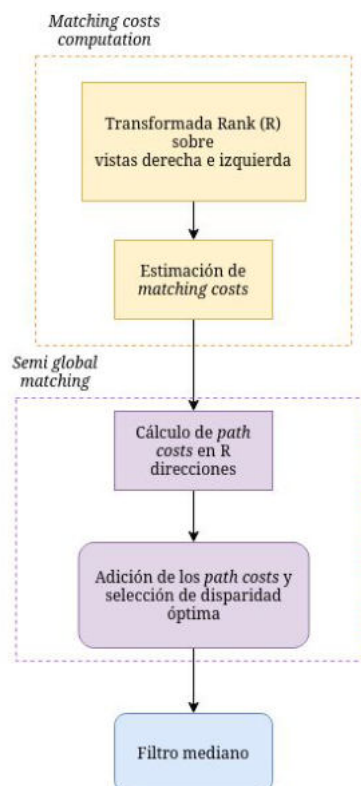 Matching costs
computation
Transformada Rank (R)
sobre
vistas derecha e izquierda
Estimación de
matching costs
Semi global
matching
Cálculo de path
costs en R
direcciones
Adición de los path costs y
selección de disparidad
óptima
Filtro mediano